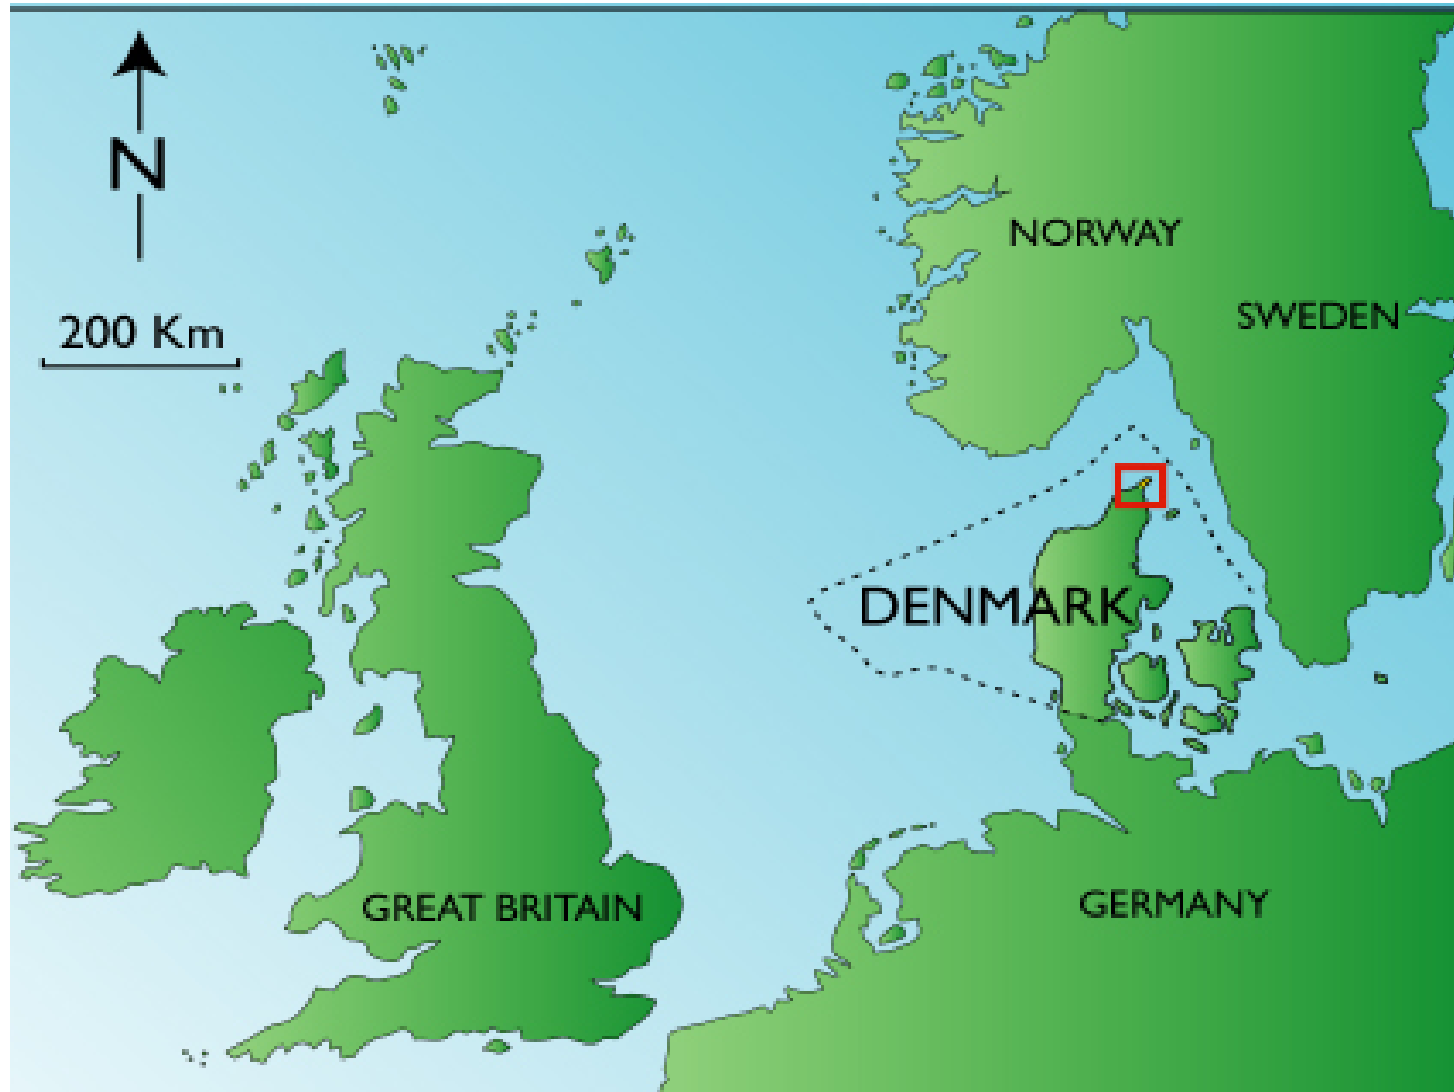 N
NORWAY
SWEDEN
200 Km
DENMARK
GREAT BRITAIN
GERMANY